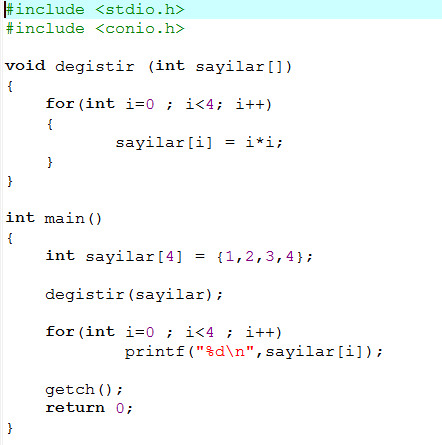 #include <stdio.h>
#include <conio.h>
void degistir (int sayilar[])
{
for(int i=0 ; i<4; i++)
{
sayilar[i] = i*i;
}
}
int main()
{
int sayilar[4] = {1,2,3,4};
degistir(sayilar);
for(int i=0 ; i<4 ; i++)
printf("%d\n",sayilar[i]);
getch();
return 0;
}